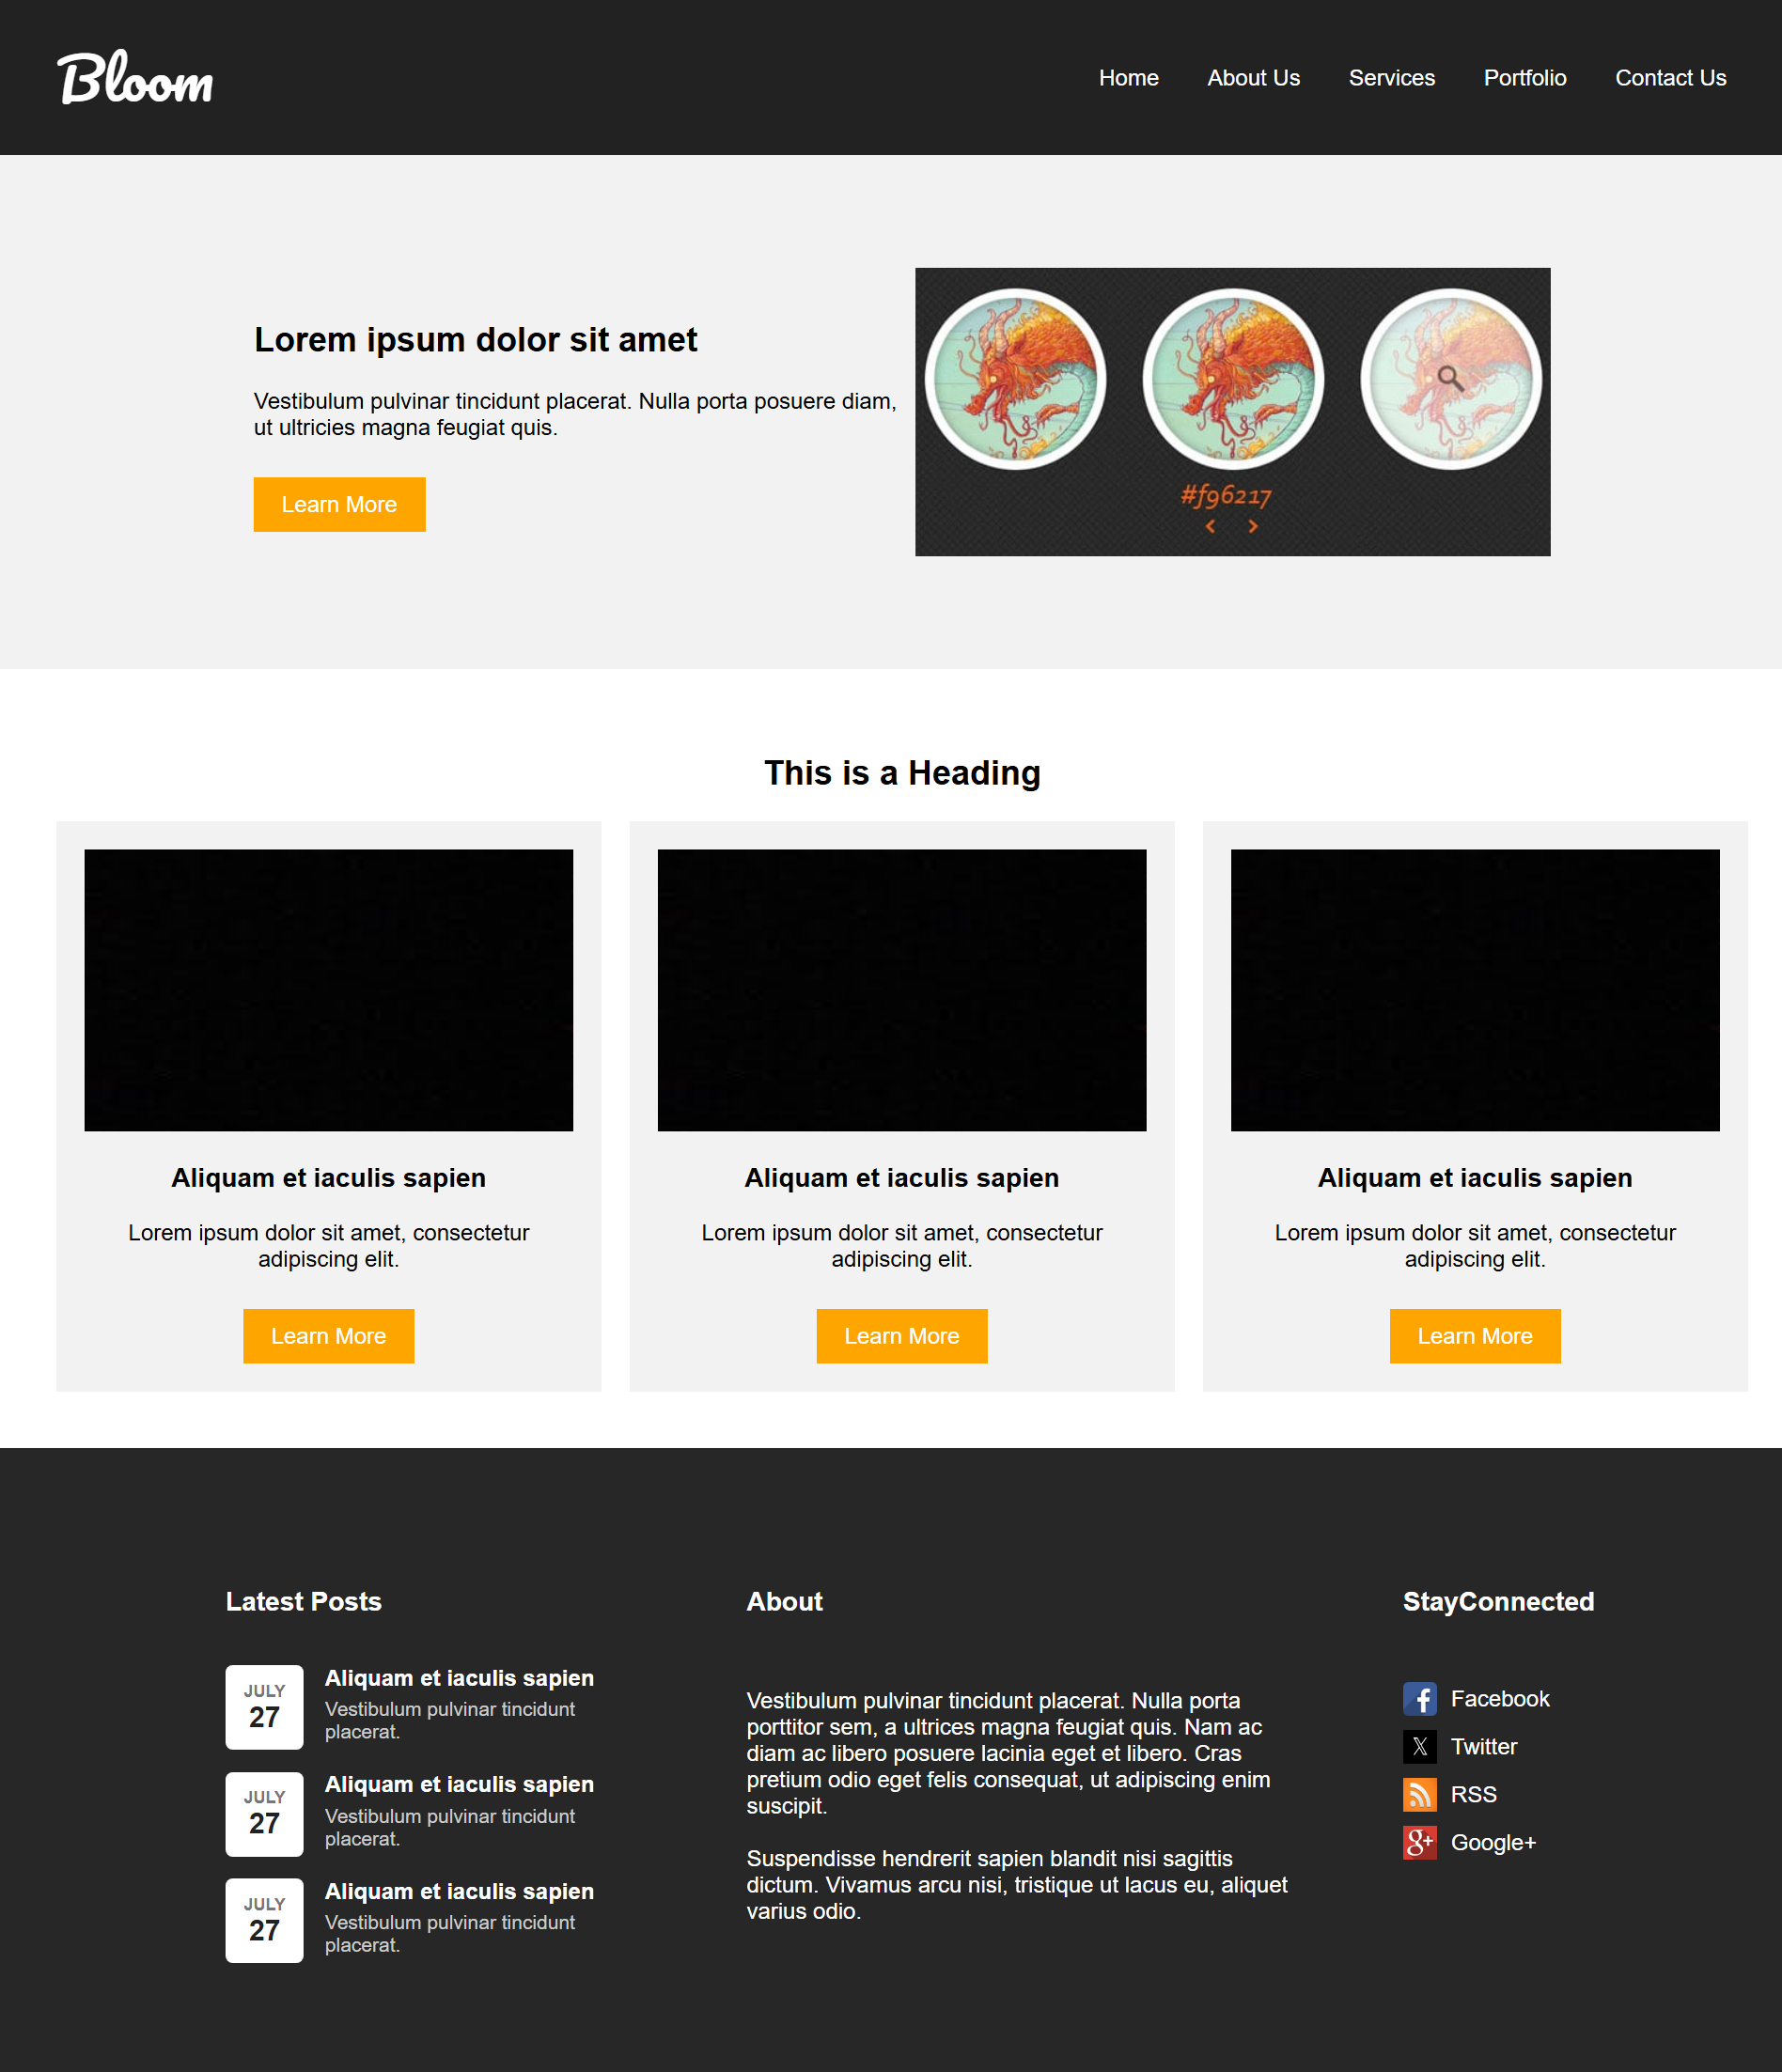 Bloom
Home About Us Services Portfolio Contact Us
Lorem ipsum dolor sit amet
Vestibulum pulvinar tincidunt placerat. Nulla porta posuere diam,
ut ultricies magna feugiat quis.
Learn More
#f96217
This is a Heading
Aliquam et iaculis sapien
Lorem ipsum dolor sit amet, consectetur
adipiscing elit.
Learn More
Aliquam et iaculis sapien
Lorem ipsum dolor sit amet, consectetur
adipiscing elit.
Learn More
Aliquam et iaculis sapien
Lorem ipsum dolor sit amet, consectetur
adipiscing elit.
Learn More
Latest Posts
JULY
27
Aliquam et iaculis sapien
Vestibulum pulvinar tincidunt
placerat.
JULY
27
Aliquam et iaculis sapien
Vestibulum pulvinar tincidunt
placerat.
JULY
27
Aliquam et iaculis sapien
Vestibulum pulvinar tincidunt
placerat.
About
Vestibulum pulvinar tincidunt placerat. Nulla porta
porttitor sem, a ultrices magna feugiat quis. Nam ac
diam ac libero posuere lacinia eget et libero. Cras
pretium odio eget felis consequat, ut adipiscing enim
suscipit.
Suspendisse hendrerit sapien blandit nisi sagittis
dictum. Vivamus arcu nisi, tristique ut lacus eu, aliquet
varius odio.
StayConnected
f Facebook
X Twitter
RSS
g+ Google+